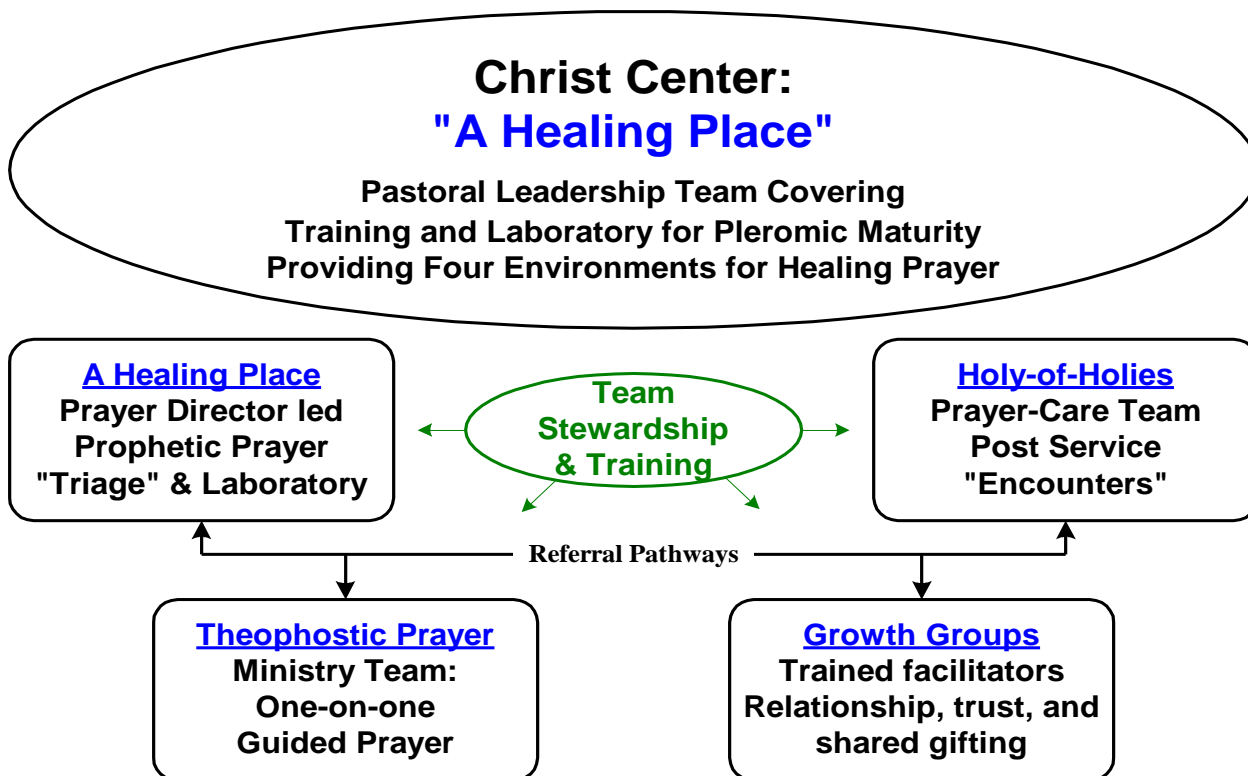 Christ Center:
"A Healing Place"
Pastoral Leadership Team Covering
Training and Laboratory for Pleromic Maturity
Providing Four Environments for Healing Prayer
A Healing Place
Prayer Director led
Prophetic Prayer
"Triage" & Laboratory
Team
Stewardship
& Training
Holy-of-Holies
Prayer-Care Team
Post Service
"Encounters"
Referral Pathways
Theophostic Prayer
Ministry Team:
One-on-one
Guided Prayer
Growth Groups
Trained facilitators
Relationship, trust, and
shared gifting